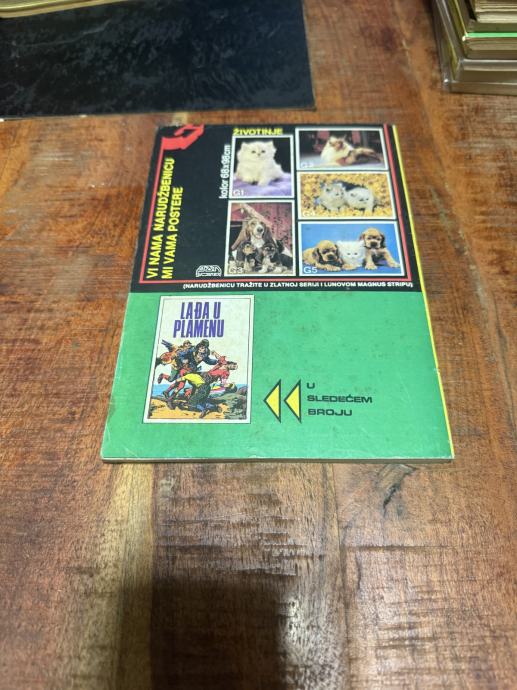 VI NAMA NARUDŽBENICU
MI VAMA POSTERE
kolor 68x98cm
ŽIVOTINJE
G1
G2
G4
G3
G5
(NARUDŽBENICU TRAŽITE U ZLATNOJ SERIJI I LUNOVOM MAGNUS STRIPU)
LAĐA U
PLAMENU
U
SLEDEĆEM
BROJU